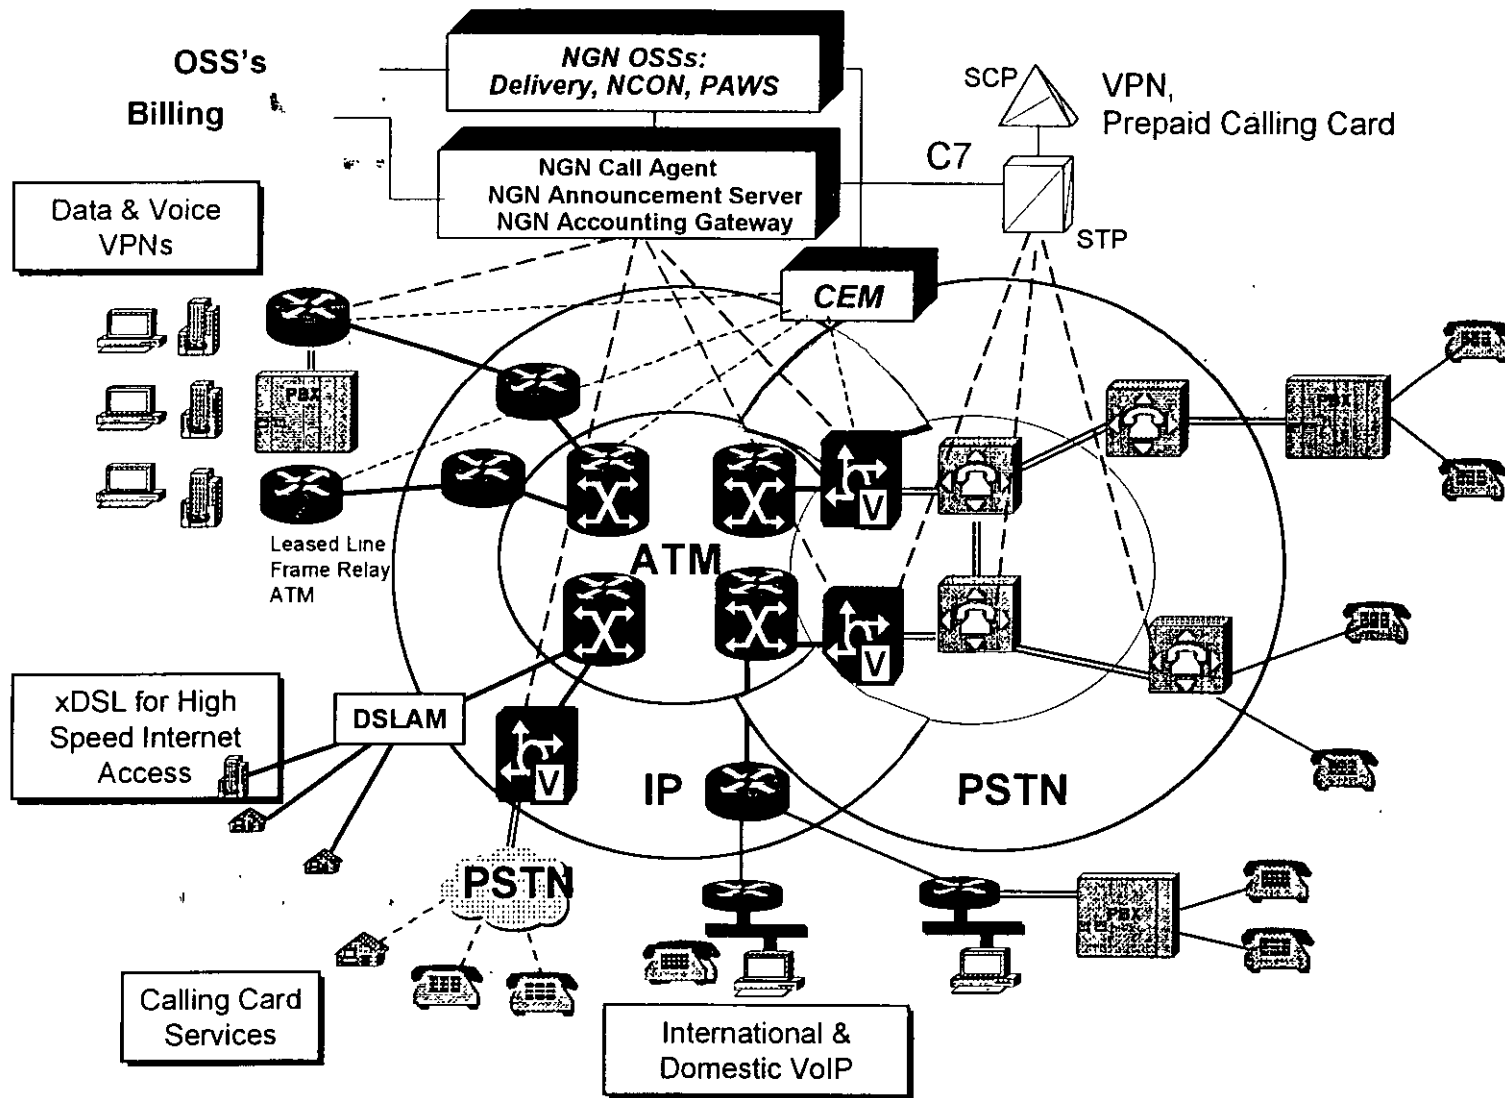 OSS's
Billing
NGN OSSs:
Delivery, NCON, PAWS
SCP
VPN,
Prepaid Calling Card
NGN Call Agent
NGN Announcement Server
NGN Accounting Gateway
C7
STP
Data & Voice
VPNs
CEM
PBX
PBX
V
Leased Line
Frame Relay
ATM
ATM
V
xDSL for High
Speed Internet
Access
DSLAM
V
IP
PSTN
PSTN
PBX
Calling Card
Services
International &
Domestic VoIP